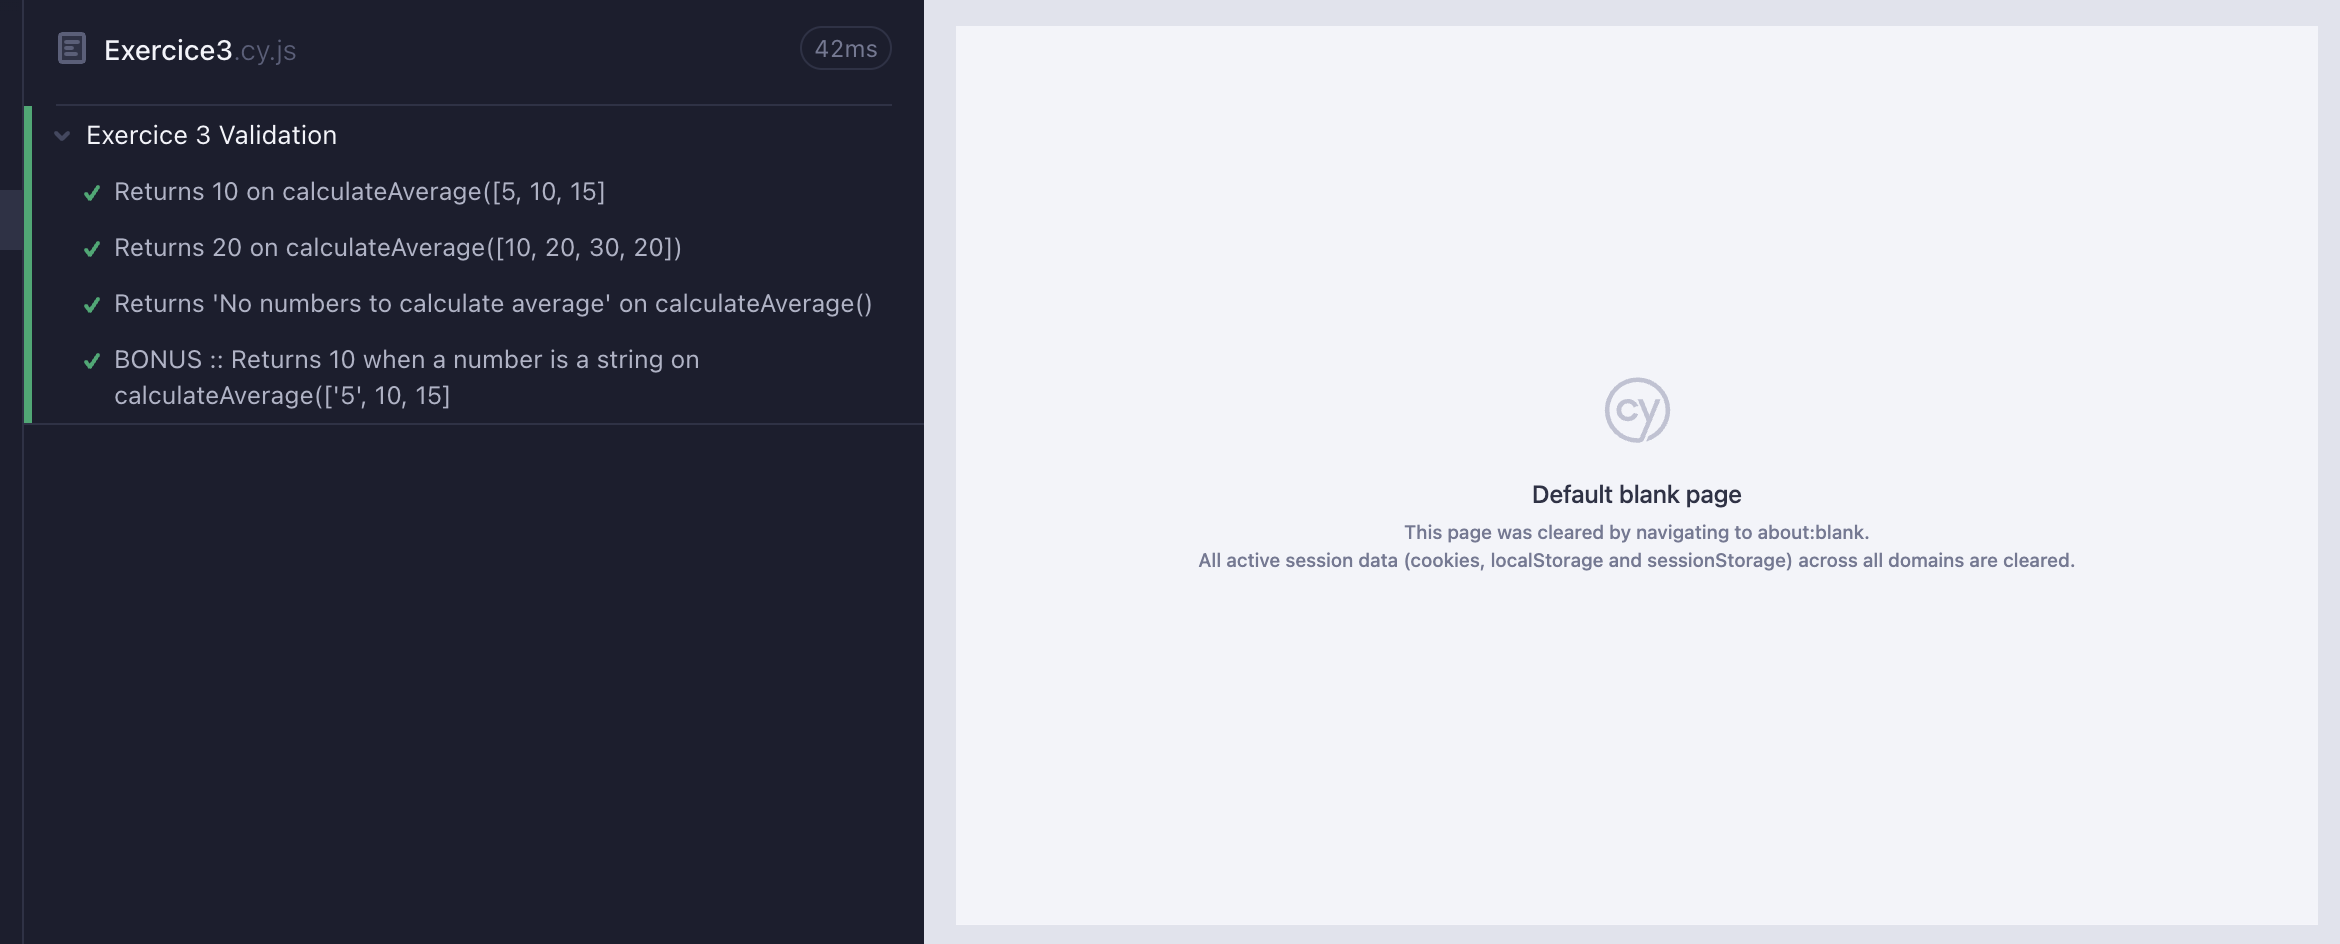 Exercice3.cy.js
42ms
Exercice 3 Validation
Returns 10 on calculateAverage([5, 10, 15]
Returns 20 on calculateAverage([10, 20, 30, 20])
Returns 'No numbers to calculate average' on calculateAverage()
BONUS :: Returns 10 when a number is a string on
calculateAverage(['5', 10, 15]
cy
Default blank page
This page was cleared by navigating to about:blank.
All active session data (cookies, localStorage and sessionStorage) across all domains are cleared.